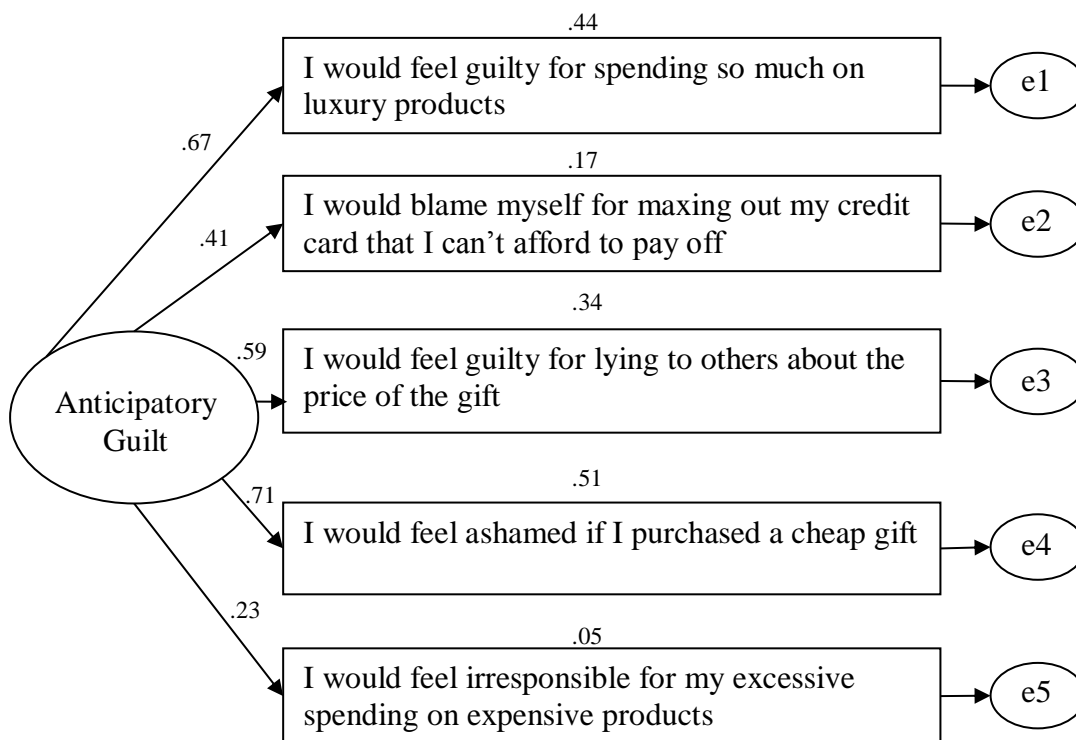 .44
I would feel guilty for spending so much on
luxury products
e1
.67
.17
I would blame myself for maxing out my credit
card that I can’t afford to pay off
e2
.41
.34
I would feel guilty for lying to others about the
price of the gift
e3
.59
Anticipatory
Guilt
.51
I would feel ashamed if I purchased a cheap gift
e4
.71
.23
.05
I would feel irresponsible for my excessive
spending on expensive products
e5